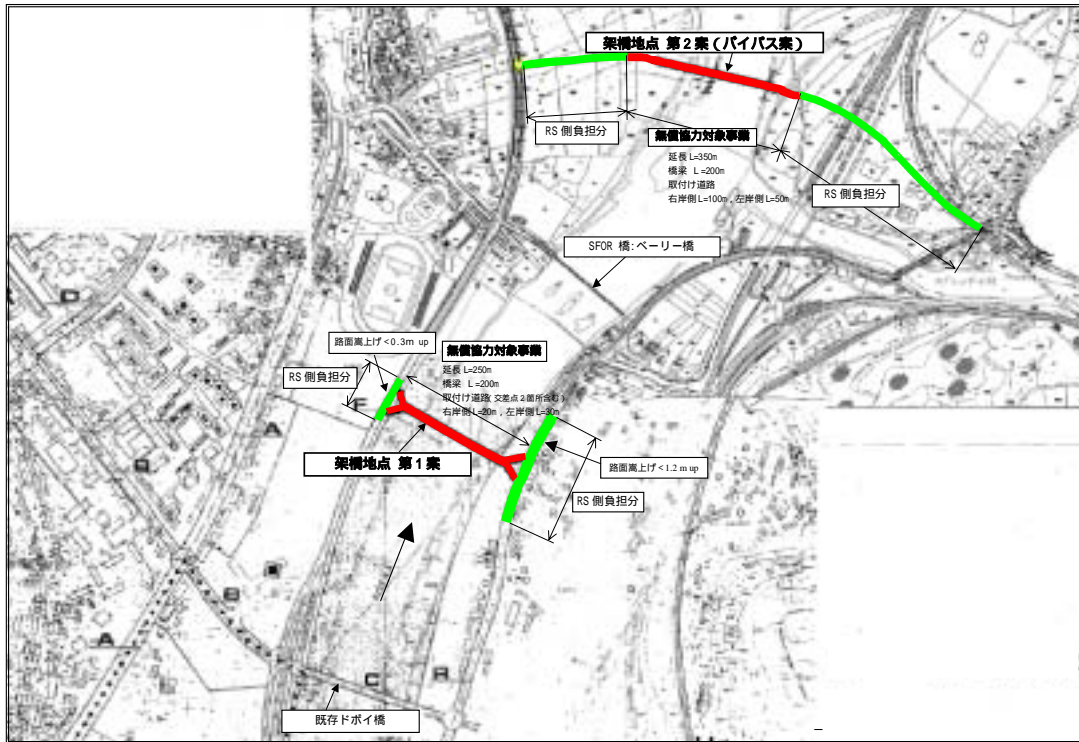 架橋地点 第2案(バイパス案)
RS 側負担分
無償協力対象事業
延長 L=350m
橋梁 L=200m
取付け道路
右岸側L=100m,左岸側L=50m
RS 側負担分
SFOR 橋:ベーリー橋
路面嵩上げ<0.3m up
RS 側負担分
無償協力対象事業
延長 L=250m
橋梁 L=200m
取付け道路(交差点2箇所含む)
右岸側L=20m,左岸側L=30m
架橋地点 第1案
路面嵩上げ<1.2 m up
RS 側負担分
既存ドボイ橋
D
A
B
F
B
A
C
R